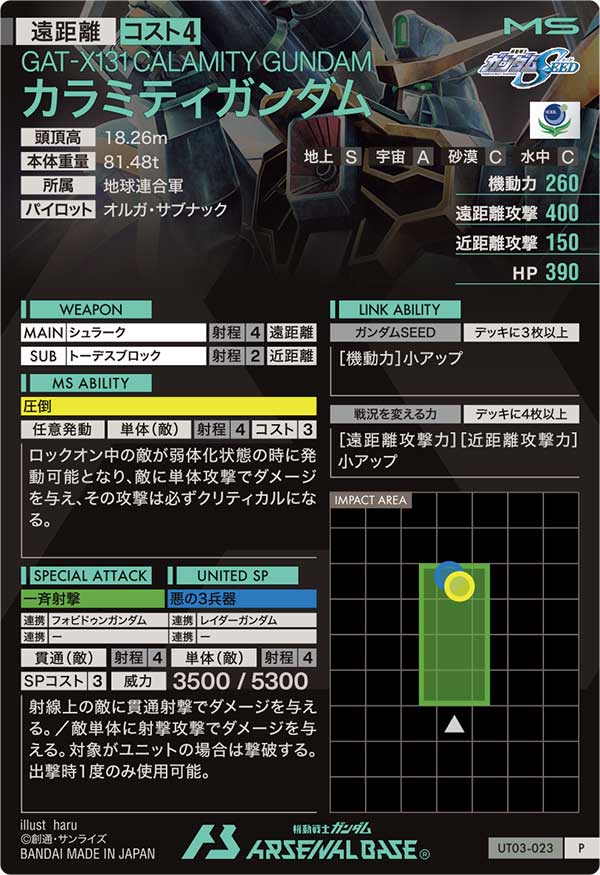 遠距離 コスト4 MS
GAT-X131 CALAMITY GUNDAM
カラミティガンダム
機動戦士
ガンダムSEED
頭頂高 18.26m
本体重量 81.48t
所属 地球連合軍
パイロット オルガ・サブナック
地上 S 宇宙 A 砂漠 C 水中 C
機動力 260
遠距離攻撃 400
近距離攻撃 150
HP 390
WEAPON
MAIN シュラーク 射程 4 遠距離
SUB トーデスブロック 射程 2 近距離
MS ABILITY
圧倒
任意発動 単体(敵) 射程 4 コスト 3
ロックオン中の敵が弱体化状態の時に発
動可能となり、敵に単体攻撃でダメージ
を与え、その攻撃は必ずクリティカルにな
る。
SPECIAL ATTACK UNITED SP
一斉射撃 悪の3兵器
連携 フォビドゥンガンダム 連携 レイダーガンダム
連携 ー 連携 ー
貫通(敵) 射程 4 単体(敵) 射程 4
SPコスト 3 威力 3500 / 5300
射線上の敵に貫通射撃でダメージを与え
る。／敵単体に射撃攻撃でダメージを与
える。対象がユニットの場合は撃破する。
出撃時1度のみ使用可能。
LINK ABILITY
ガンダムSEED デッキに3枚以上
[機動力]小アップ
戦況を変える力 デッキに4枚以上
[遠距離攻撃力][近距離攻撃力]
小アップ
IMPACT AREA
illust haru
©創通・サンライズ
BANDAI MADE IN JAPAN
機動戦士ガンダム
ARSENAL BASE®
UT03-023 P